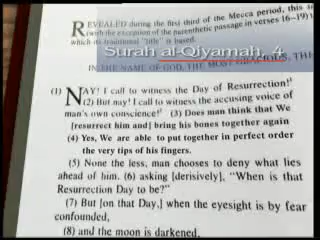 REVEALED during the first third of the Mecca period, this s
(with the exception of the parenthetic passage in verses 16-19)
which its traditional "title" is based.
Surah al-Qiyamah, 4
IN THE NAME OF GOD, THE MOST GRACIOUS, THE
(1) NAY! I call to witness the Day of Resurrection!¹
(2) But nay! I call to witness the accusing voice of
man's own conscience!² (3) Does man think that We
[resurrect him and] bring his bones together again
(4) Yes, We are able to put together in perfect order
the very tips of his fingers.
(5) None the less, man chooses to deny what lies
ahead of him. (6) asking [derisively], "When is that
Resurrection Day to be?"
(7) But [on that Day,] when the eyesight is by fear
confounded,
(8) and the moon is darkened,